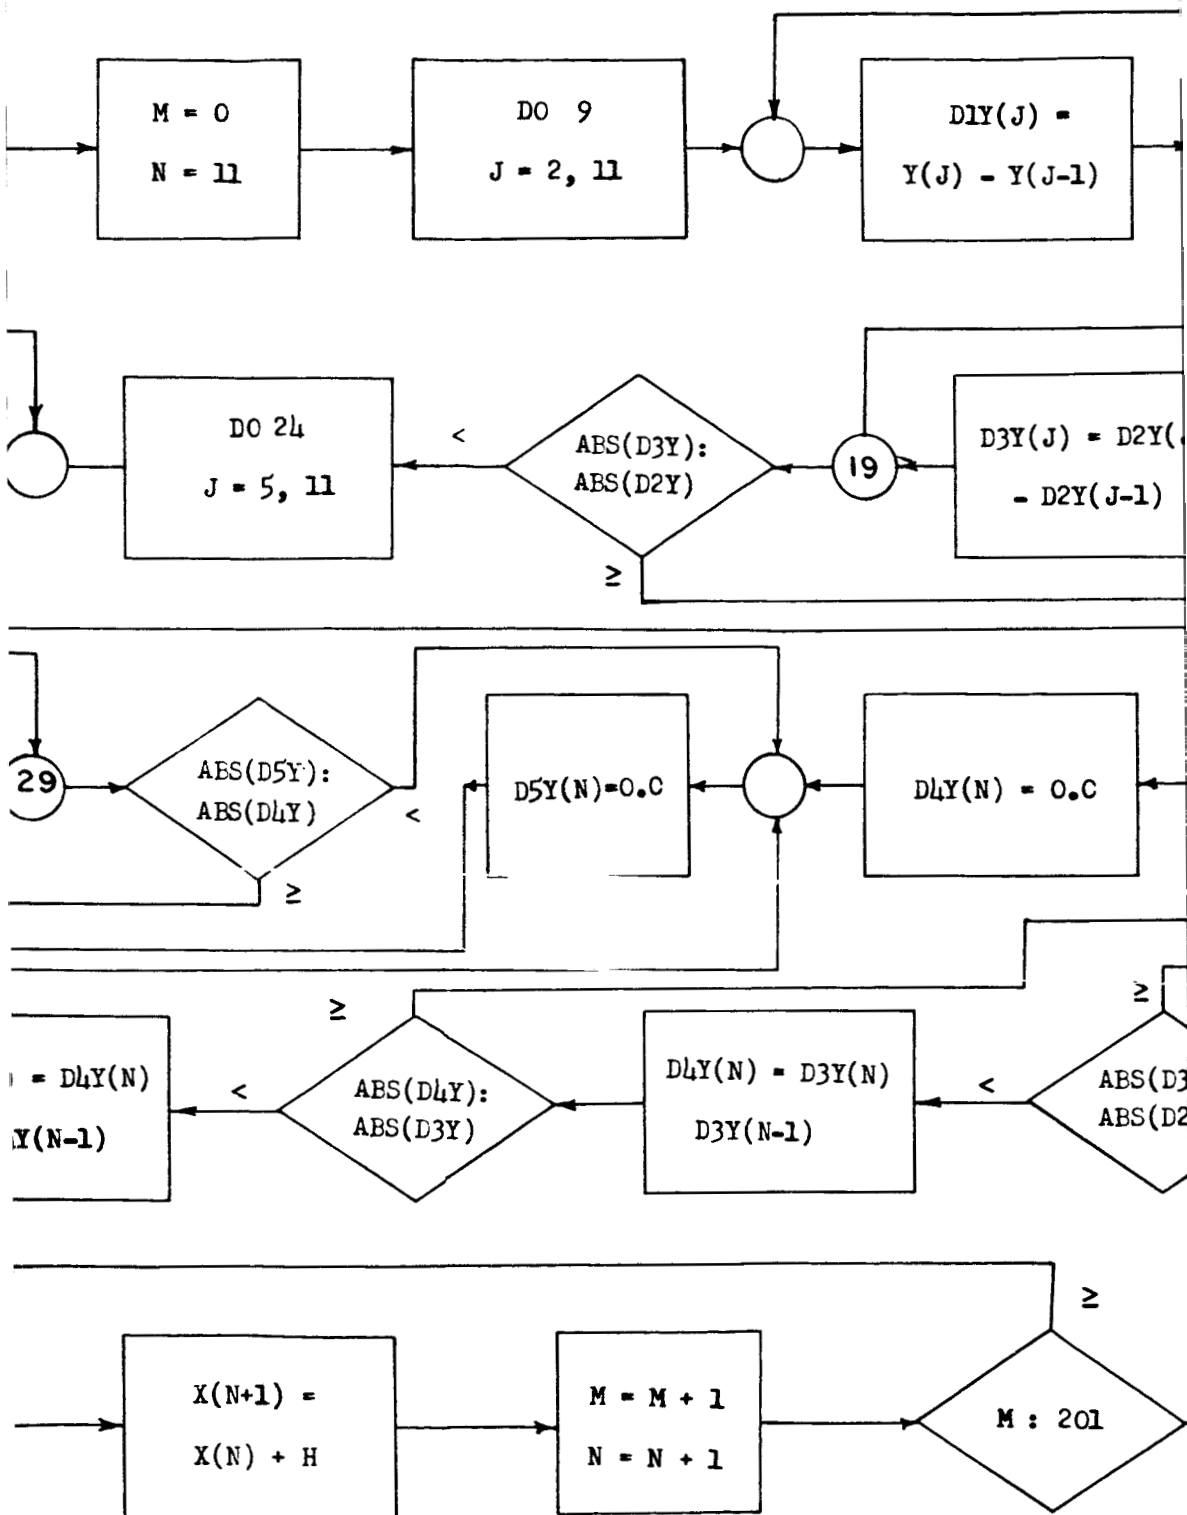 M = 0
N = 11
DO 9
J = 2, 11
D1Y(J) =
Y(J) - Y(J-1)
DO 24
J = 5, 11
<
ABS(D3Y):
ABS(D2Y)
≥
19
D3Y(J) = D2Y(
- D2Y(J-1)
29
ABS(D5Y):
ABS(D4Y)
<
≥
D5Y(N)=0.C
D4Y(N) = 0.C
) = D4Y(N)
Y(N-1)
<
≥
ABS(D4Y):
ABS(D3Y)
D4Y(N) = D3Y(N)
D3Y(N-1)
<
≥
ABS(D3
ABS(D2
X(N+1) =
X(N) + H
M = M + 1
N = N + 1
≥
M : 201